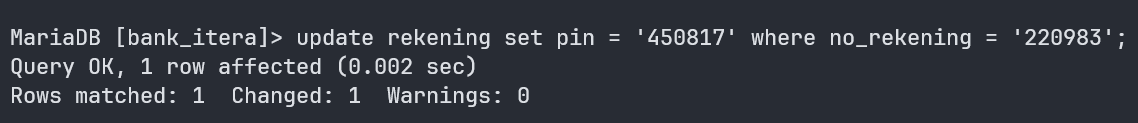 MariaDB [bank_itera]> update rekening set pin = '450817' where no_rekening = '220983';
Query OK, 1 row affected (0.002 sec)
Rows matched: 1  Changed: 1  Warnings: 0